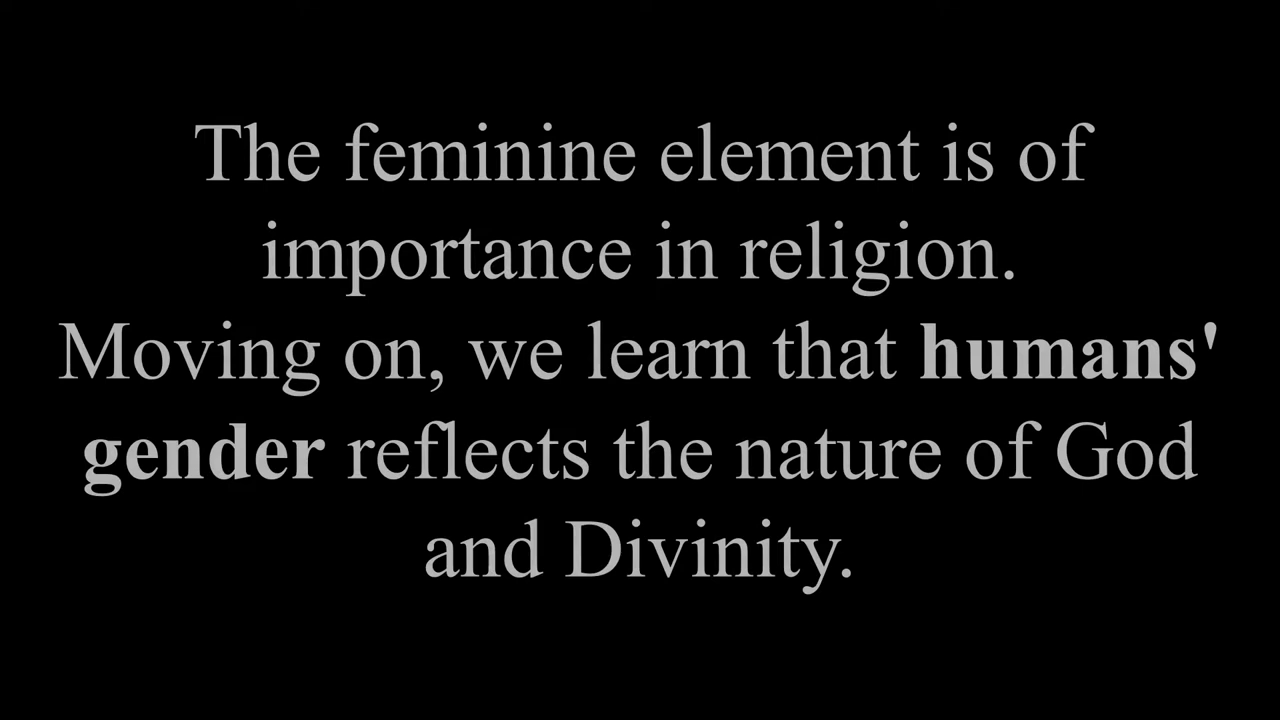 The feminine element is of
importance in religion.
Moving on, we learn that humans'
gender reflects the nature of God
and Divinity.